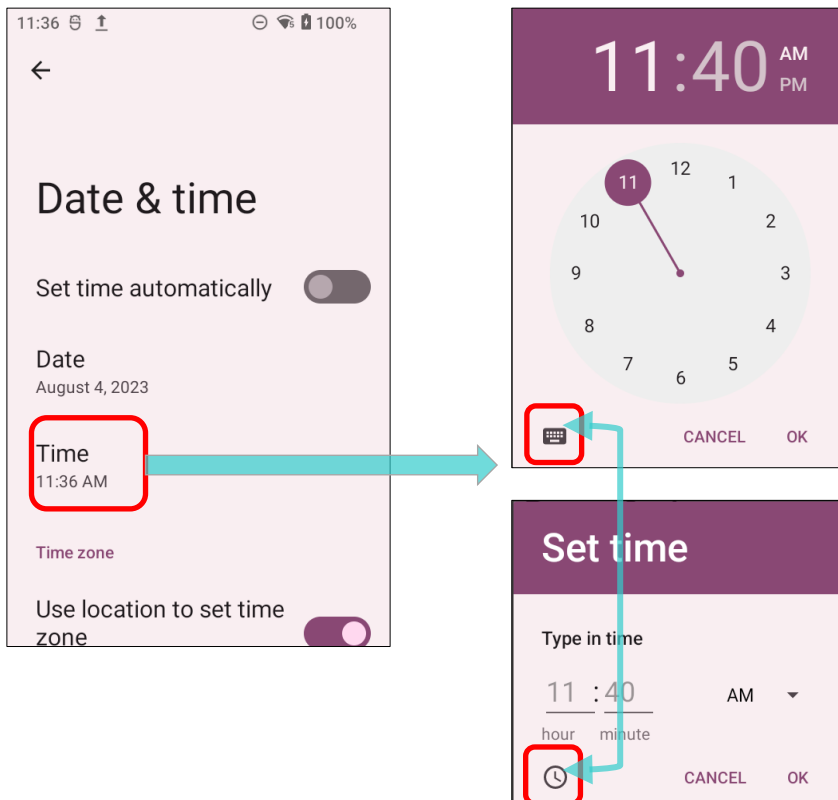 11:36 100%
Date & time
Set time automatically
Date
August 4, 2023
Time
11:36 AM
Time zone
Use location to set time
zone
11:40 AM
PM
12
11 1
10 2
9 3
8 4
7 5
6
CANCEL OK
Set time
Type in time
11 : 40 AM
hour minute
CANCEL OK